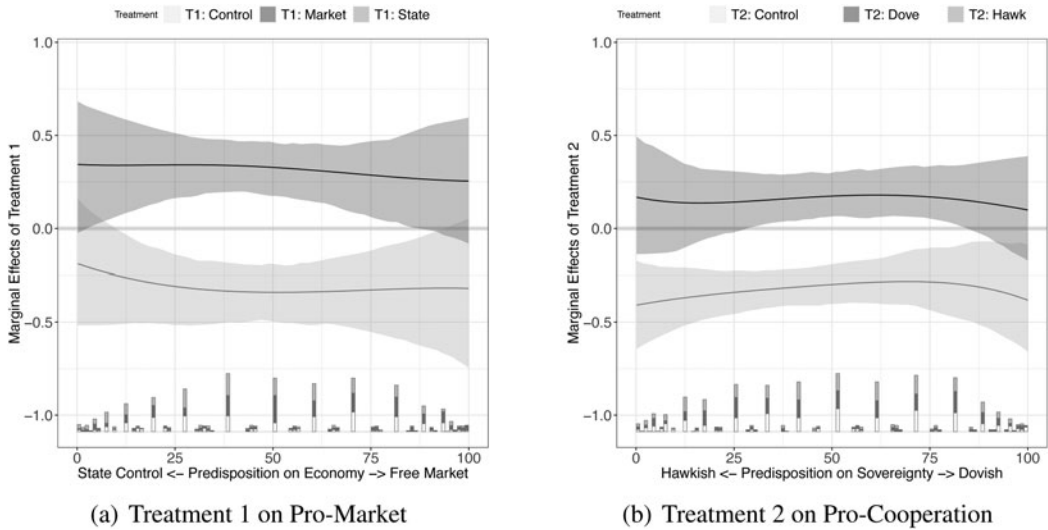 Treatment T1: Control T1: Market T1: State
Marginal Effects of Treatment 1
1.0
0.5
0.0
−0.5
−1.0
0 25 50 75 100
State Control <− Predisposition on Economy −> Free Market
(a) Treatment 1 on Pro-Market
Treatment T2: Control T2: Dove T2: Hawk
Marginal Effects of Treatment 2
1.0
0.5
0.0
−0.5
−1.0
0 25 50 75 100
Hawkish <− Predisposition on Sovereignty −> Dovish
(b) Treatment 2 on Pro-Cooperation